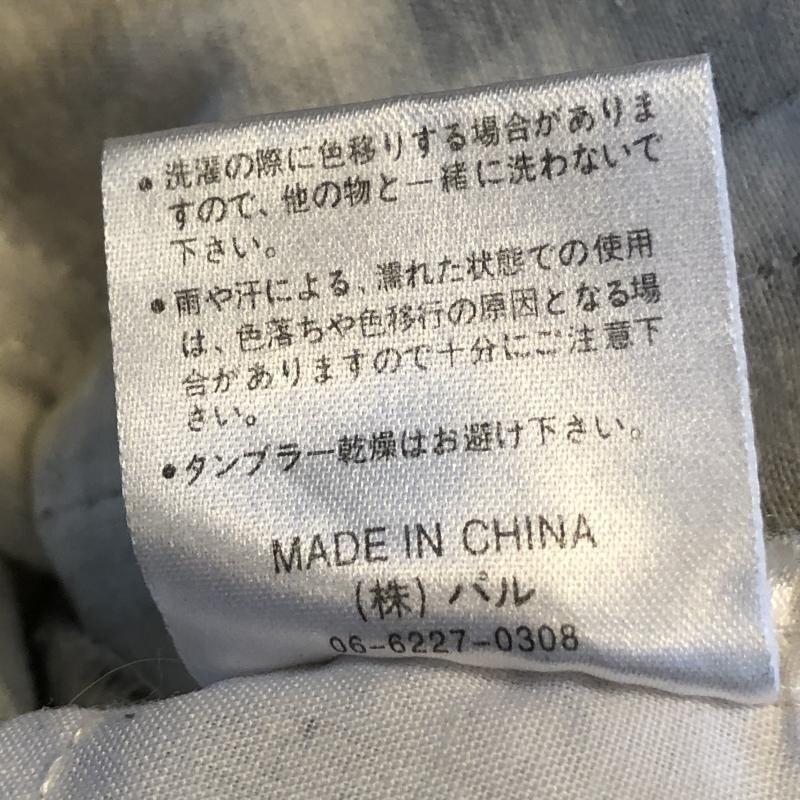 ● 洗濯の際に色移りする場合がありま
すので、他の物と一緒に洗わないで
下さい。
● 雨や汗による、濡れた状態での使用
は、色落ちや色移行の原因となる場
合がありますので十分にご注意下
さい。
● タンブラー乾燥はお避け下さい。
MADE IN CHINA
(株) パル
06-6227-0308